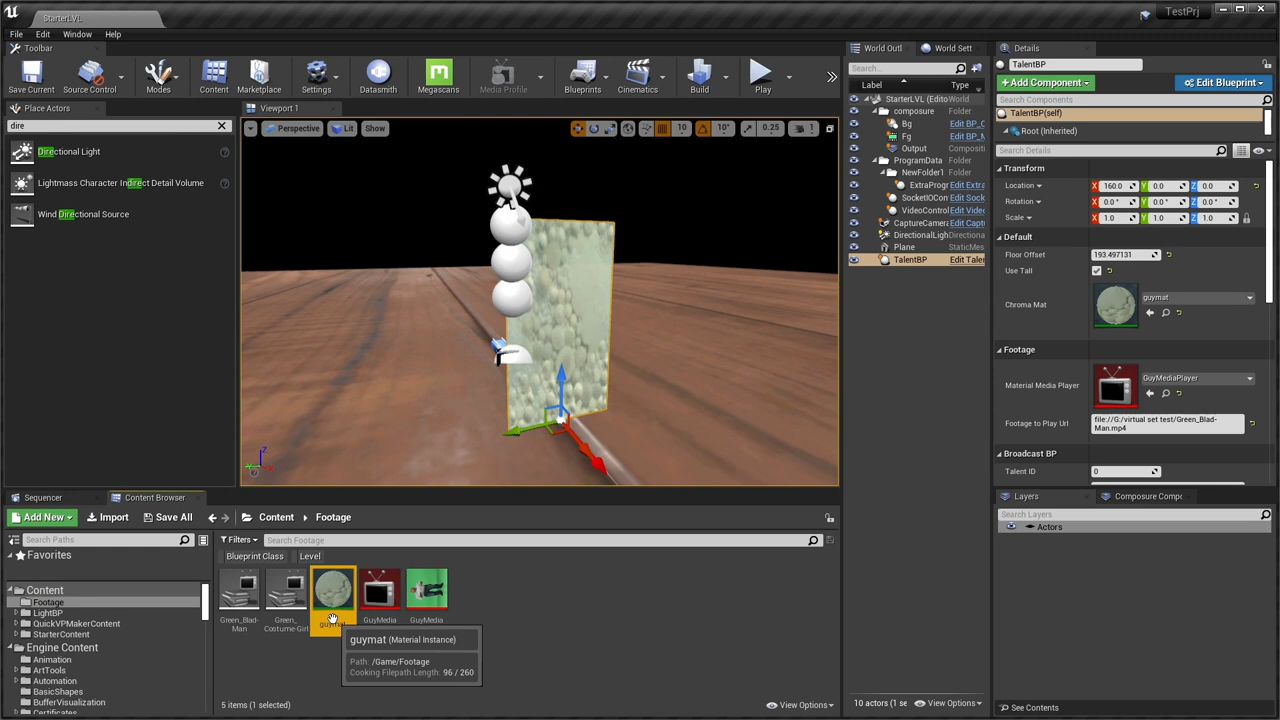 StarterLVL
TestPrj
File Edit Window Help
Toolbar
Save Current
Source Control
Modes
Content
Marketplace
Settings
Datasmith
Megascans
Media Profile
Blueprints
Cinematics
Build
Play
Place Actors
dire
Directional Light
Lightmass Character Indirect Detail Volume
Wind Directional Source
Viewport 1
Perspective Lit Show
10 10° 0.25 1
World Outl World Sett
Search...
Label Type
StarterLVL (Edito World
composure Folder
Bg Edit BP_C
Fg Edit BP_M
Output Composit
ProgramData Folder
NewFolder1 Folder
ExtraProgr Edit Extra
SocketIOCon Edit Sock
VideoControl Edit Vide
CaptureCamera Edit Capt
DirectionalLigh Directiona
Plane StaticMes
TalentBP Edit Taler
10 actors (1 se View Options
Details
TalentBP
+Add Component Edit Blueprint
Search Components
TalentBP(self)
Root (Inherited)
Search Details
Transform
Location X 160.0 Y 0.0 Z 0.0
Rotation X 0.0° Y 0.0° Z 0.0°
Scale X 1.0 Y 1.0 Z 1.0
Default
Floor Offset 193.497131
Use Tall
Chroma Mat guymat
Footage
Material Media Player GuyMediaPlayer
Footage to Play Url file://G:/virtual set test/Green_Blad-
Man.mp4
Broadcast BP
Talent ID 0
Layers Composure Compo
Search Layers
Actors
See Contents
Sequencer Content Browser
Add New Import Save All Content Footage
Search Paths
Favorites
Content
Footage
LightBP
QuickVPMakerContent
StarterContent
Engine Content
Animation
ArtTools
Automation
BasicShapes
BufferVisualization
Certificates
Filters Search Footage
Blueprint Class Level
Green_Blad-
Man
Green_
Costume-Girl
guymat
GuyMedia
GuyMedia
guymat (Material Instance)
Path: /Game/Footage
Cooking Filepath Length: 96 / 260
5 items (1 selected)
View Options